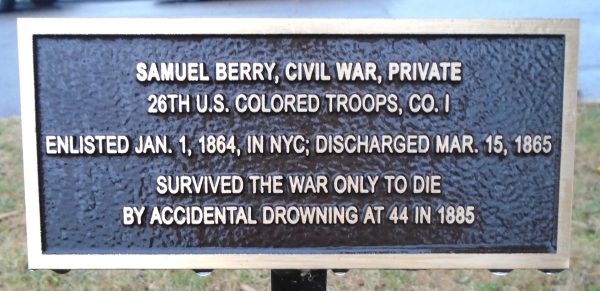 SAMUEL BERRY, CIVIL WAR, PRIVATE
26TH U.S. COLORED TROOPS, CO. I
ENLISTED JAN. 1, 1864, IN NYC; DISCHARGED MAR. 15, 1865
SURVIVED THE WAR ONLY TO DIE
BY ACCIDENTAL DROWNING AT 44 IN 1885